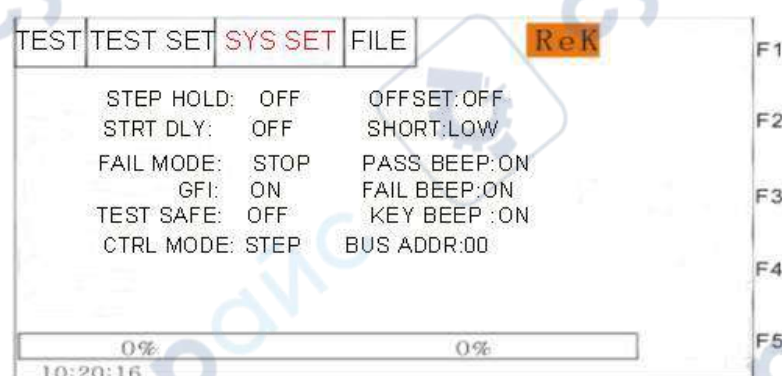 TEST TEST SET SYS SET FILE ReK
F1
STEP HOLD: OFF OFFSET:OFF
STRT DLY: OFF SHORT:LOW
F2
FAIL MODE: STOP PASS BEEP:ON
GFI: ON FAIL BEEP:ON
F3
TEST SAFE: OFF KEY BEEP :ON
CTRL MODE: STEP BUS ADDR:00
F4
0% 0%
F5
10:20:16